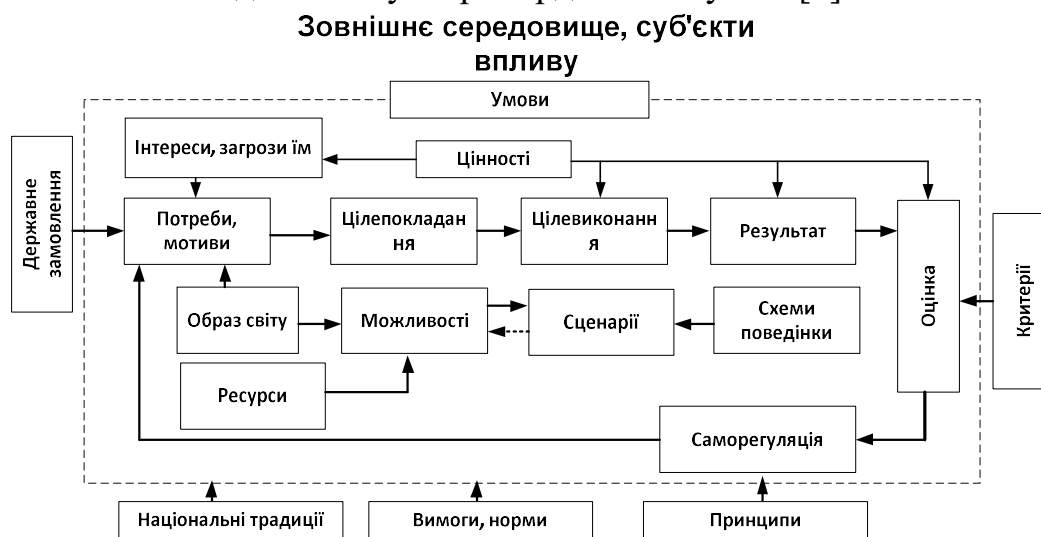 Зовнішнє середовище, суб'єкти
впливу
Умови
Інтереси, загрози їм
Цінності
Державне
замовлення
Потреби,
мотиви
Цілепокладан
ня
Цілевиконанн
я
Результат
Оцінка
Критерії
Образ світу
Можливості
Сценарії
Схеми
поведінки
Ресурси
Саморегуляція
Національні традиції
Вимоги, норми
Принципи